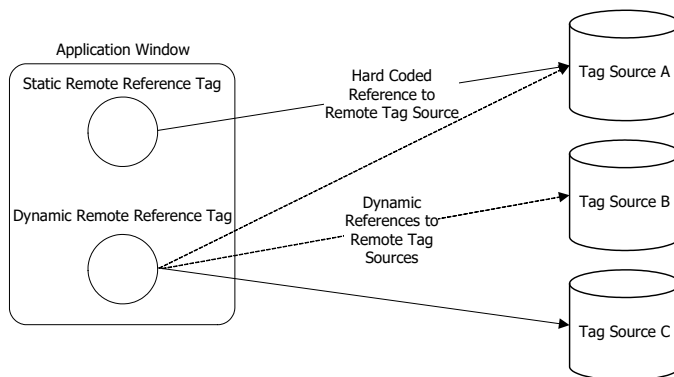 Application Window
Static Remote Reference Tag
Hard Coded
Reference to
Remote Tag Source
Tag Source A
Dynamic Remote Reference Tag
Dynamic
References to
Remote Tag
Sources
Tag Source B
Tag Source C